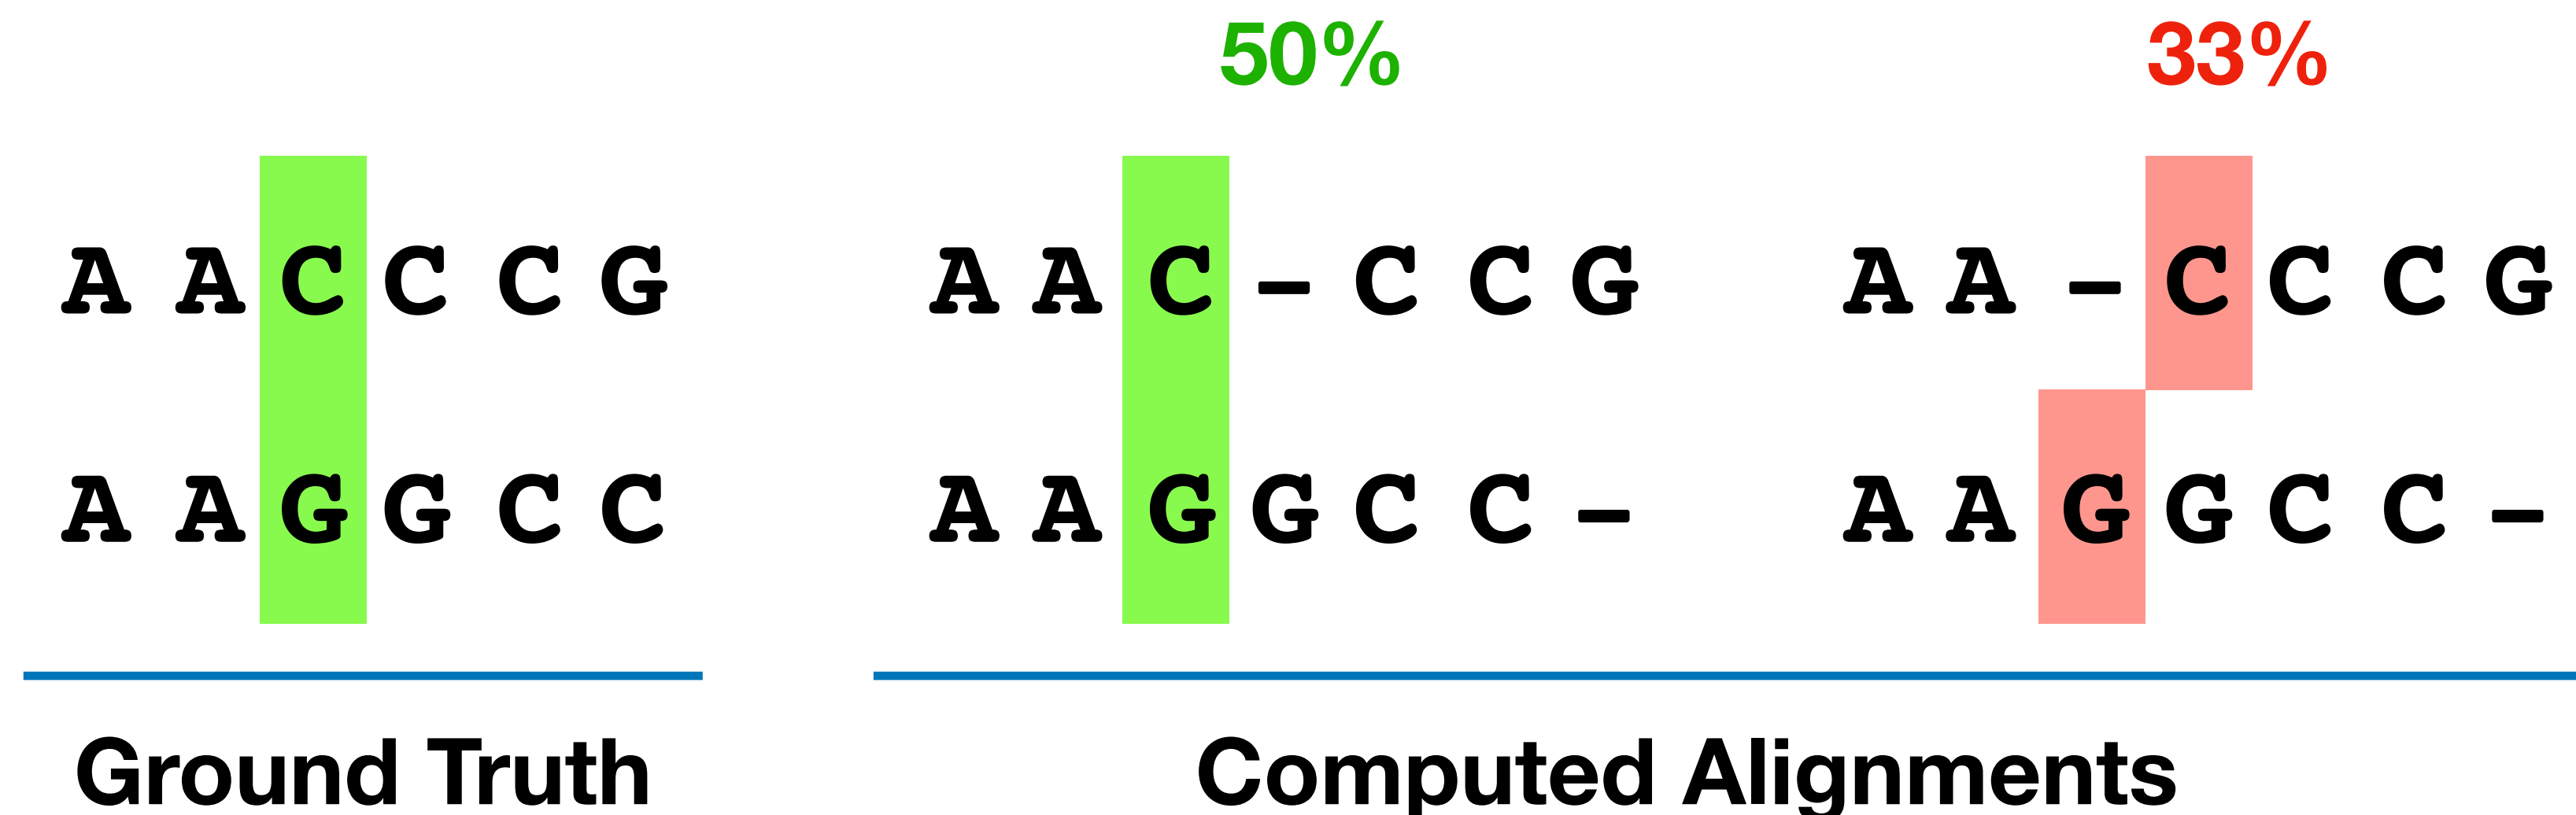 50% 33%
A A C C C G A A C – C C G A A – C C C G
A A G G C C A A G G C C – A A G G C C –
Ground Truth Computed Alignments